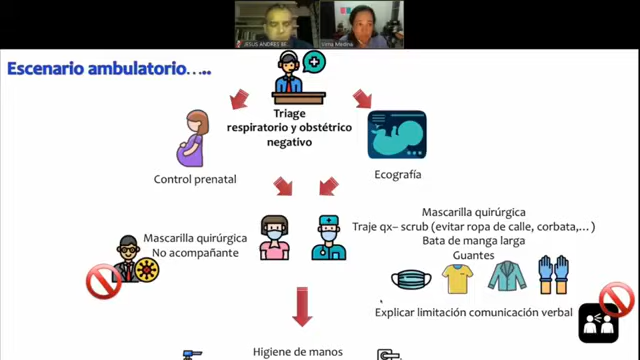 JESUS ANDRES BE...
Vilma Medina
Escenario ambulatorio…..
Triage
respiratorio y obstétrico
negativo
Control prenatal
Ecografía
Mascarilla quirúrgica
No acompañante
Mascarilla quirúrgica
Traje qx– scrub (evitar ropa de calle, corbata,…)
Bata de manga larga
Guantes
Explicar limitación comunicación verbal
Higiene de manos